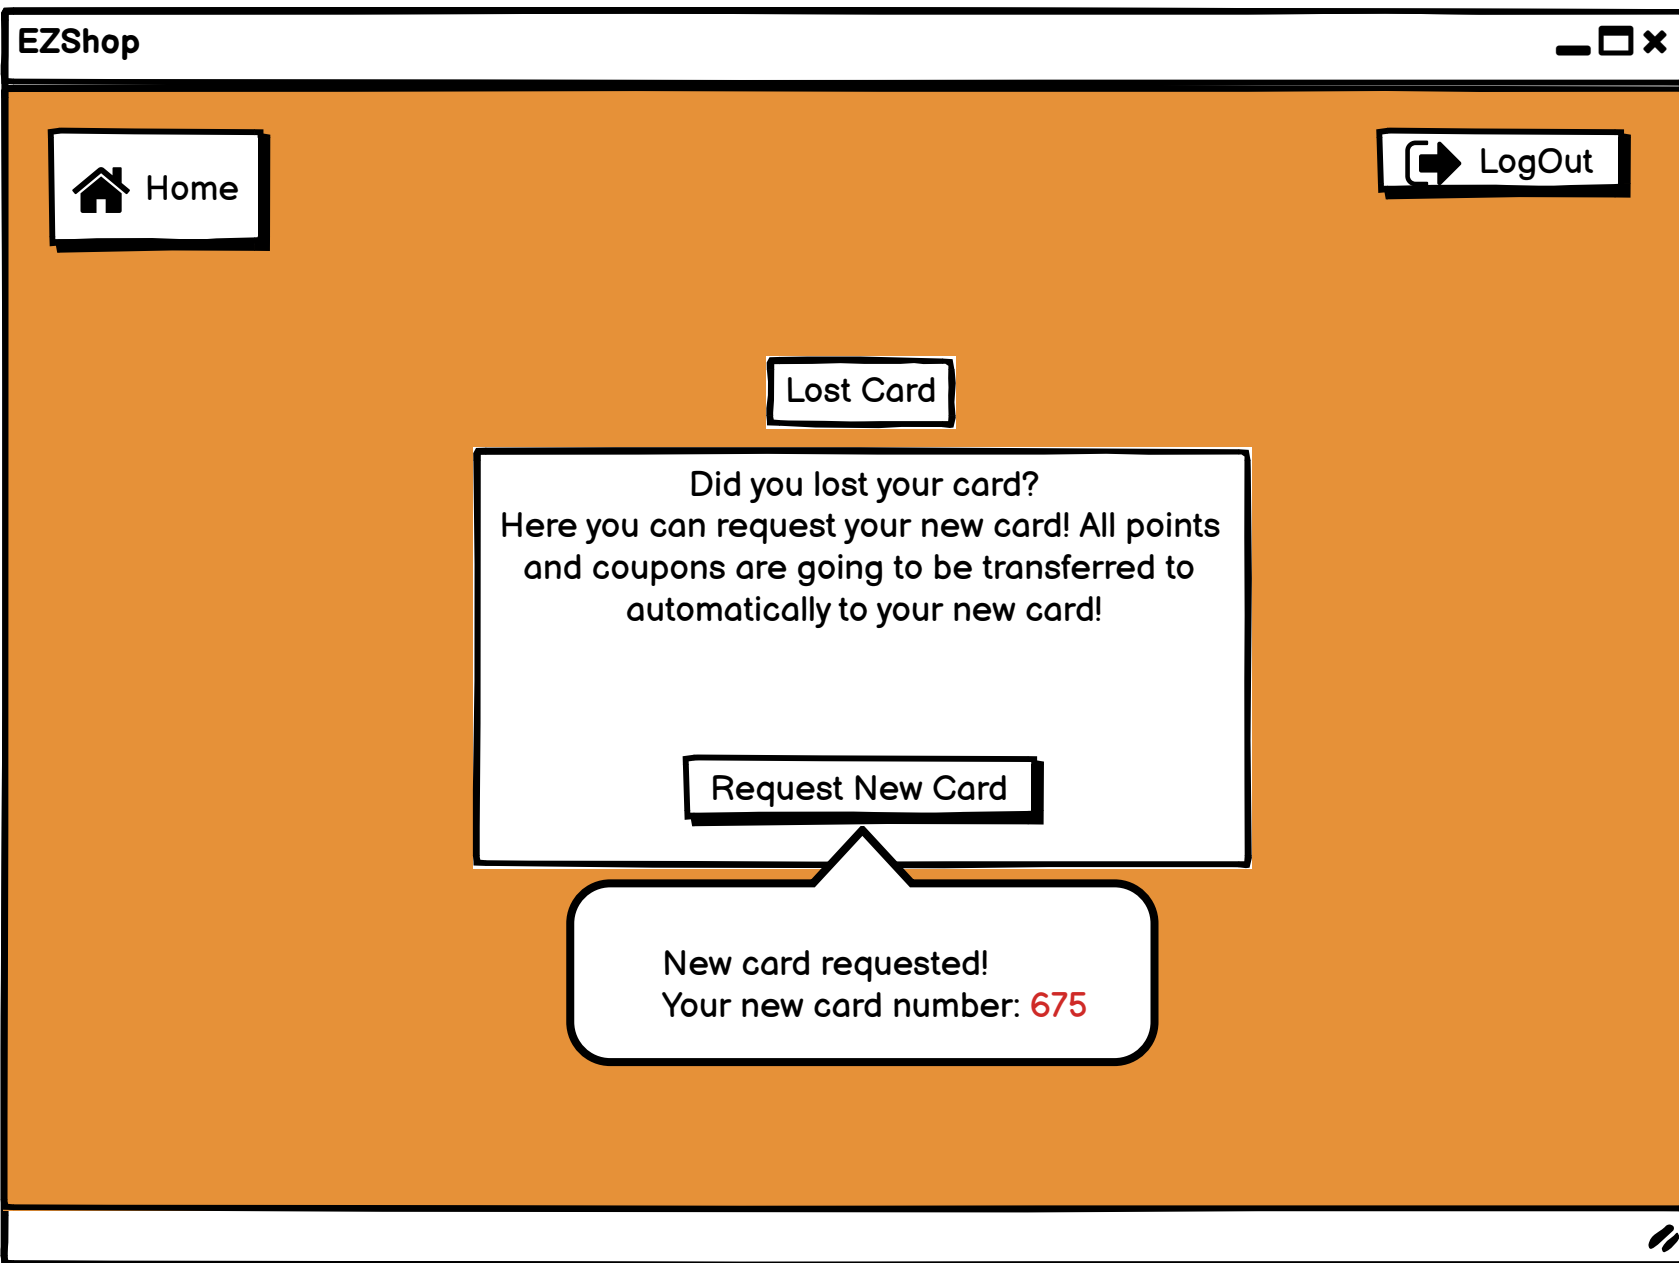 EZShop
Home
LogOut
Lost Card
Did you lost your card?
Here you can request your new card! All points
and coupons are going to be transferred to
automatically to your new card!
Request New Card
New card requested!
Your new card number: 675